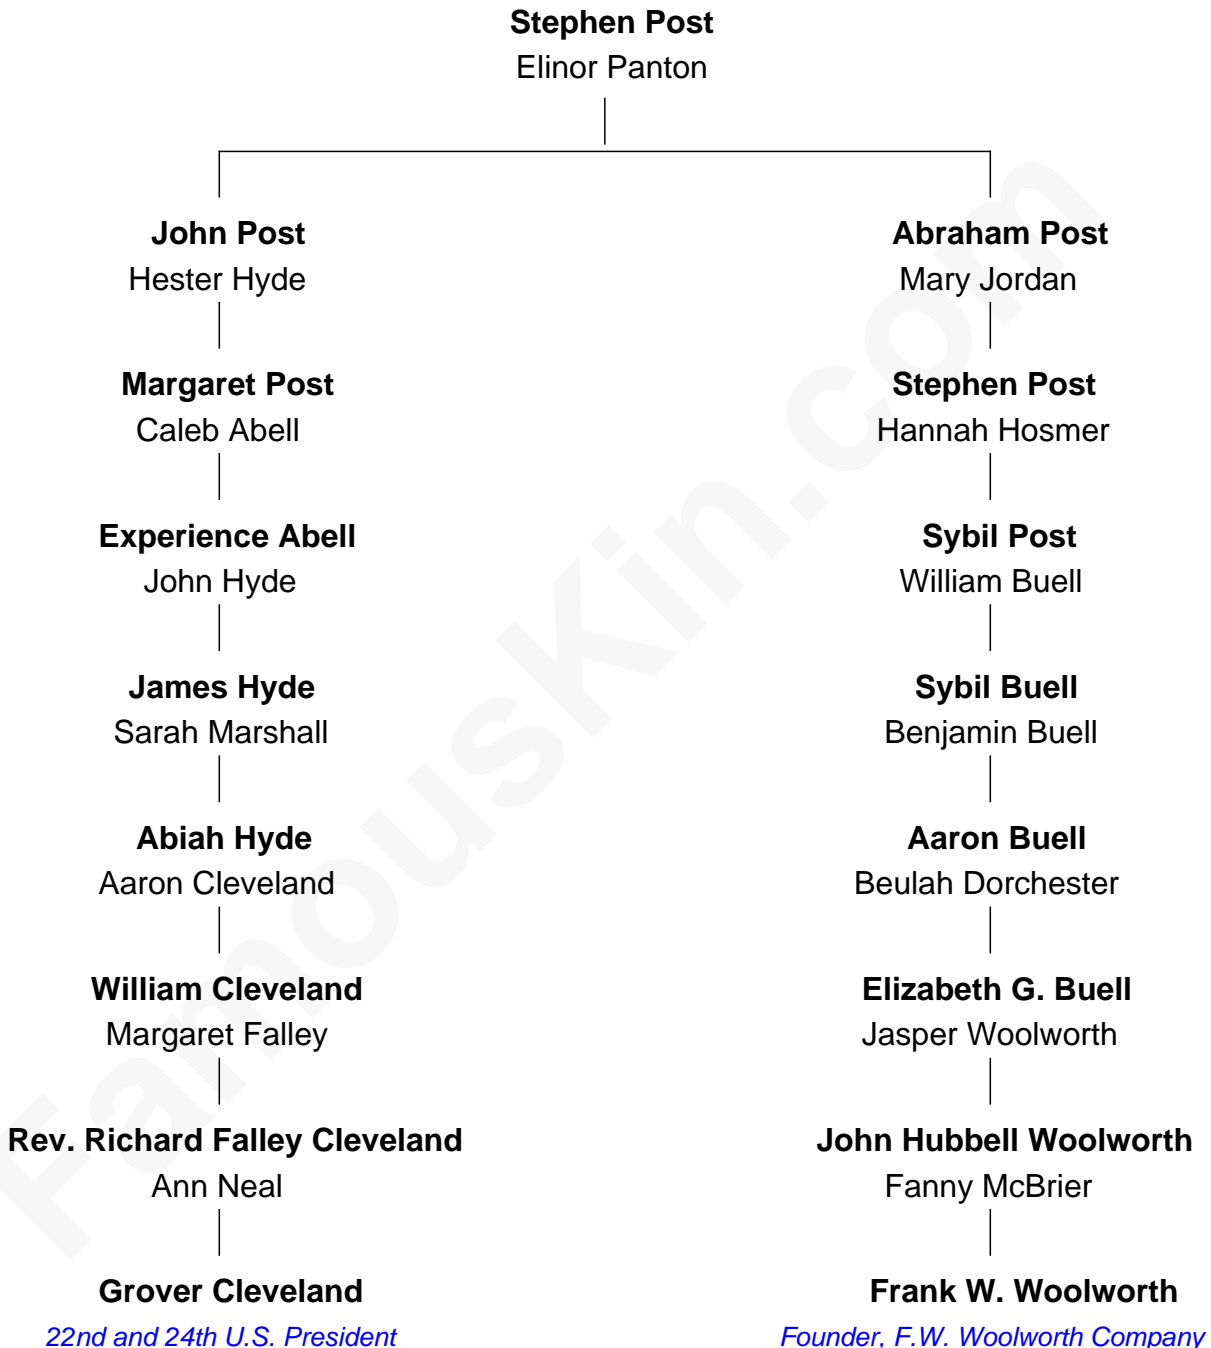 Stephen Post
Elinor Panton
John Post
Hester Hyde
Abraham Post
Mary Jordan
Margaret Post
Caleb Abell
Stephen Post
Hannah Hosmer
Experience Abell
John Hyde
Sybil Post
William Buell
James Hyde
Sarah Marshall
Sybil Buell
Benjamin Buell
Abiah Hyde
Aaron Cleveland
Aaron Buell
Beulah Dorchester
William Cleveland
Margaret Falley
Elizabeth G. Buell
Jasper Woolworth
Rev. Richard Falley Cleveland
Ann Neal
John Hubbell Woolworth
Fanny McBrier
Grover Cleveland
22nd and 24th U.S. President
Frank W. Woolworth
Founder, F.W. Woolworth Company
FamousKin.com